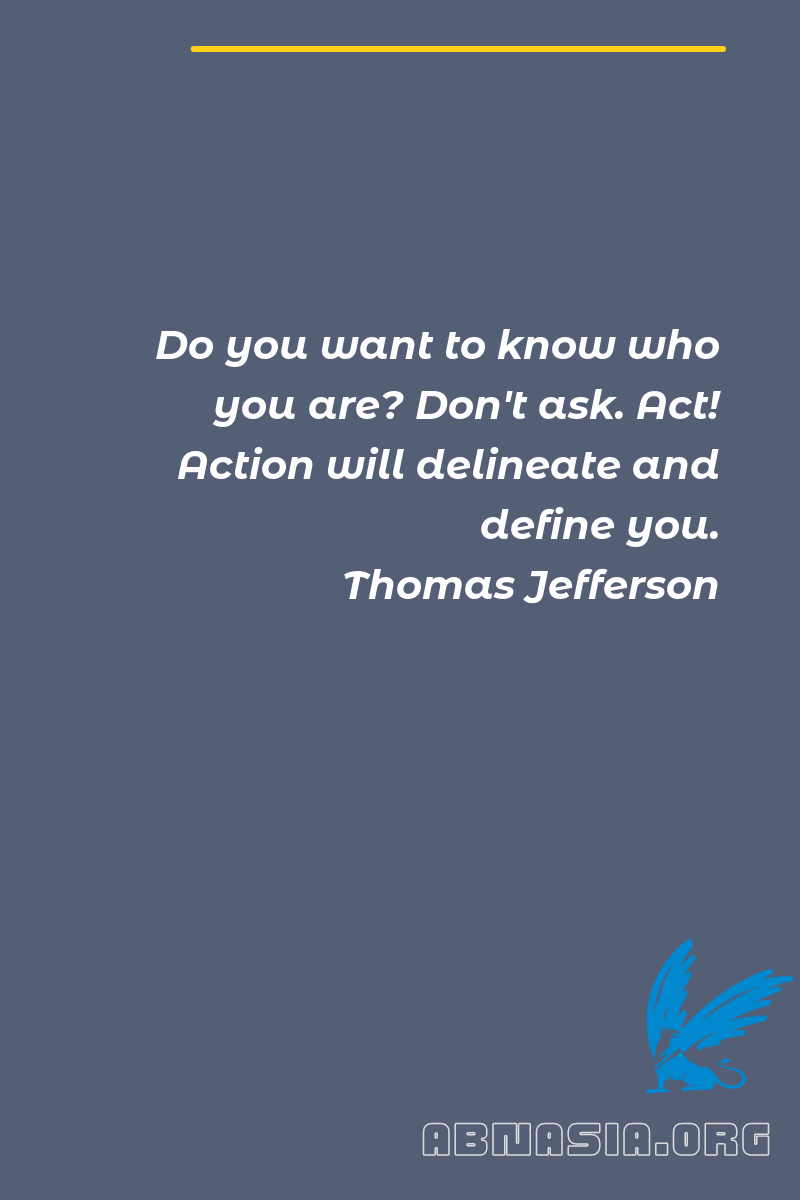 Do you want to know who
you are? Don't ask. Act!
Action will delineate and
define you.
Thomas Jefferson
ABNASIA.ORG